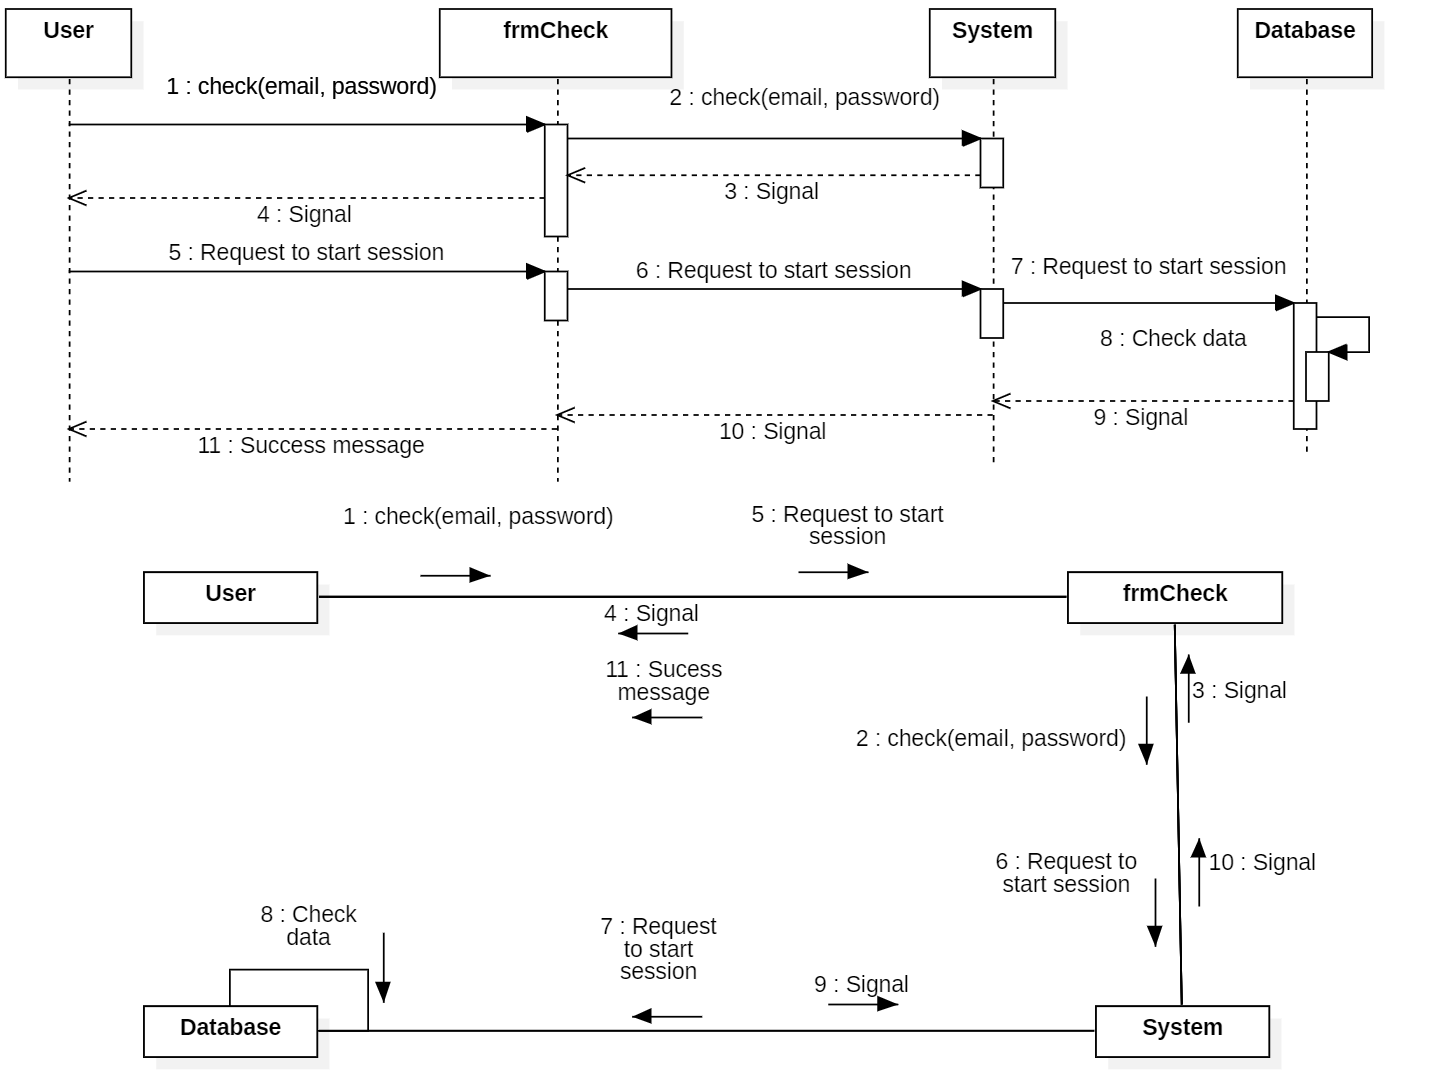 User
frmCheck
System
Database
1 : check(email, password)
2 : check(email, password)
3 : Signal
4 : Signal
5 : Request to start session
6 : Request to start session
7 : Request to start session
8 : Check data
9 : Signal
10 : Signal
11 : Success message
1 : check(email, password)
5 : Request to start
session
User
frmCheck
4 : Signal
11 : Sucess
message
3 : Signal
2 : check(email, password)
6 : Request to
start session
10 : Signal
8 : Check
data
7 : Request
to start
session
9 : Signal
Database
System